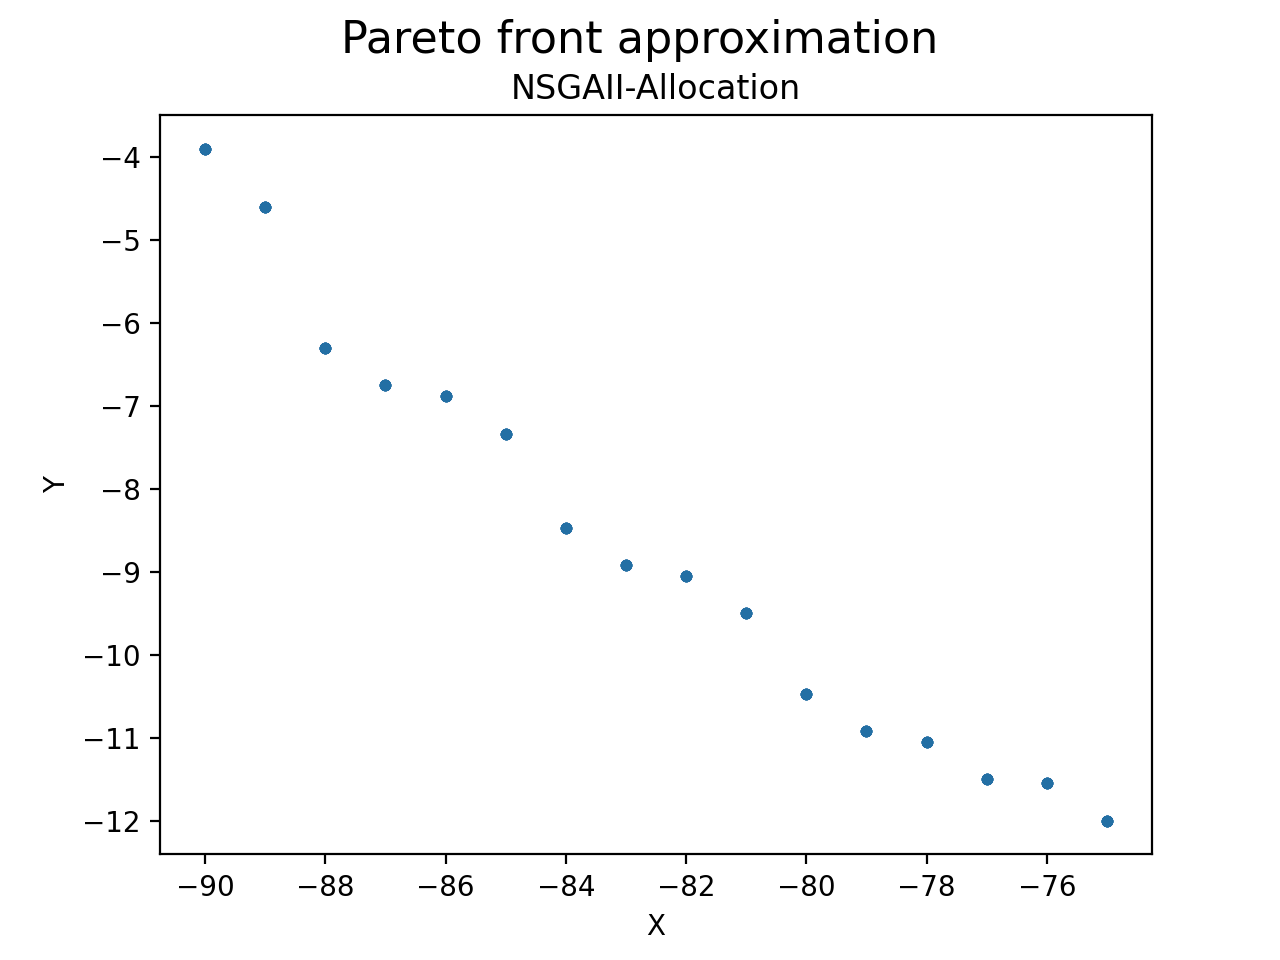 Pareto front approximation
NSGAII-Allocation
−4
−5
−6
−7
−8
−9
−10
−11
−12
Y
−90 −88 −86 −84 −82 −80 −78 −76
X